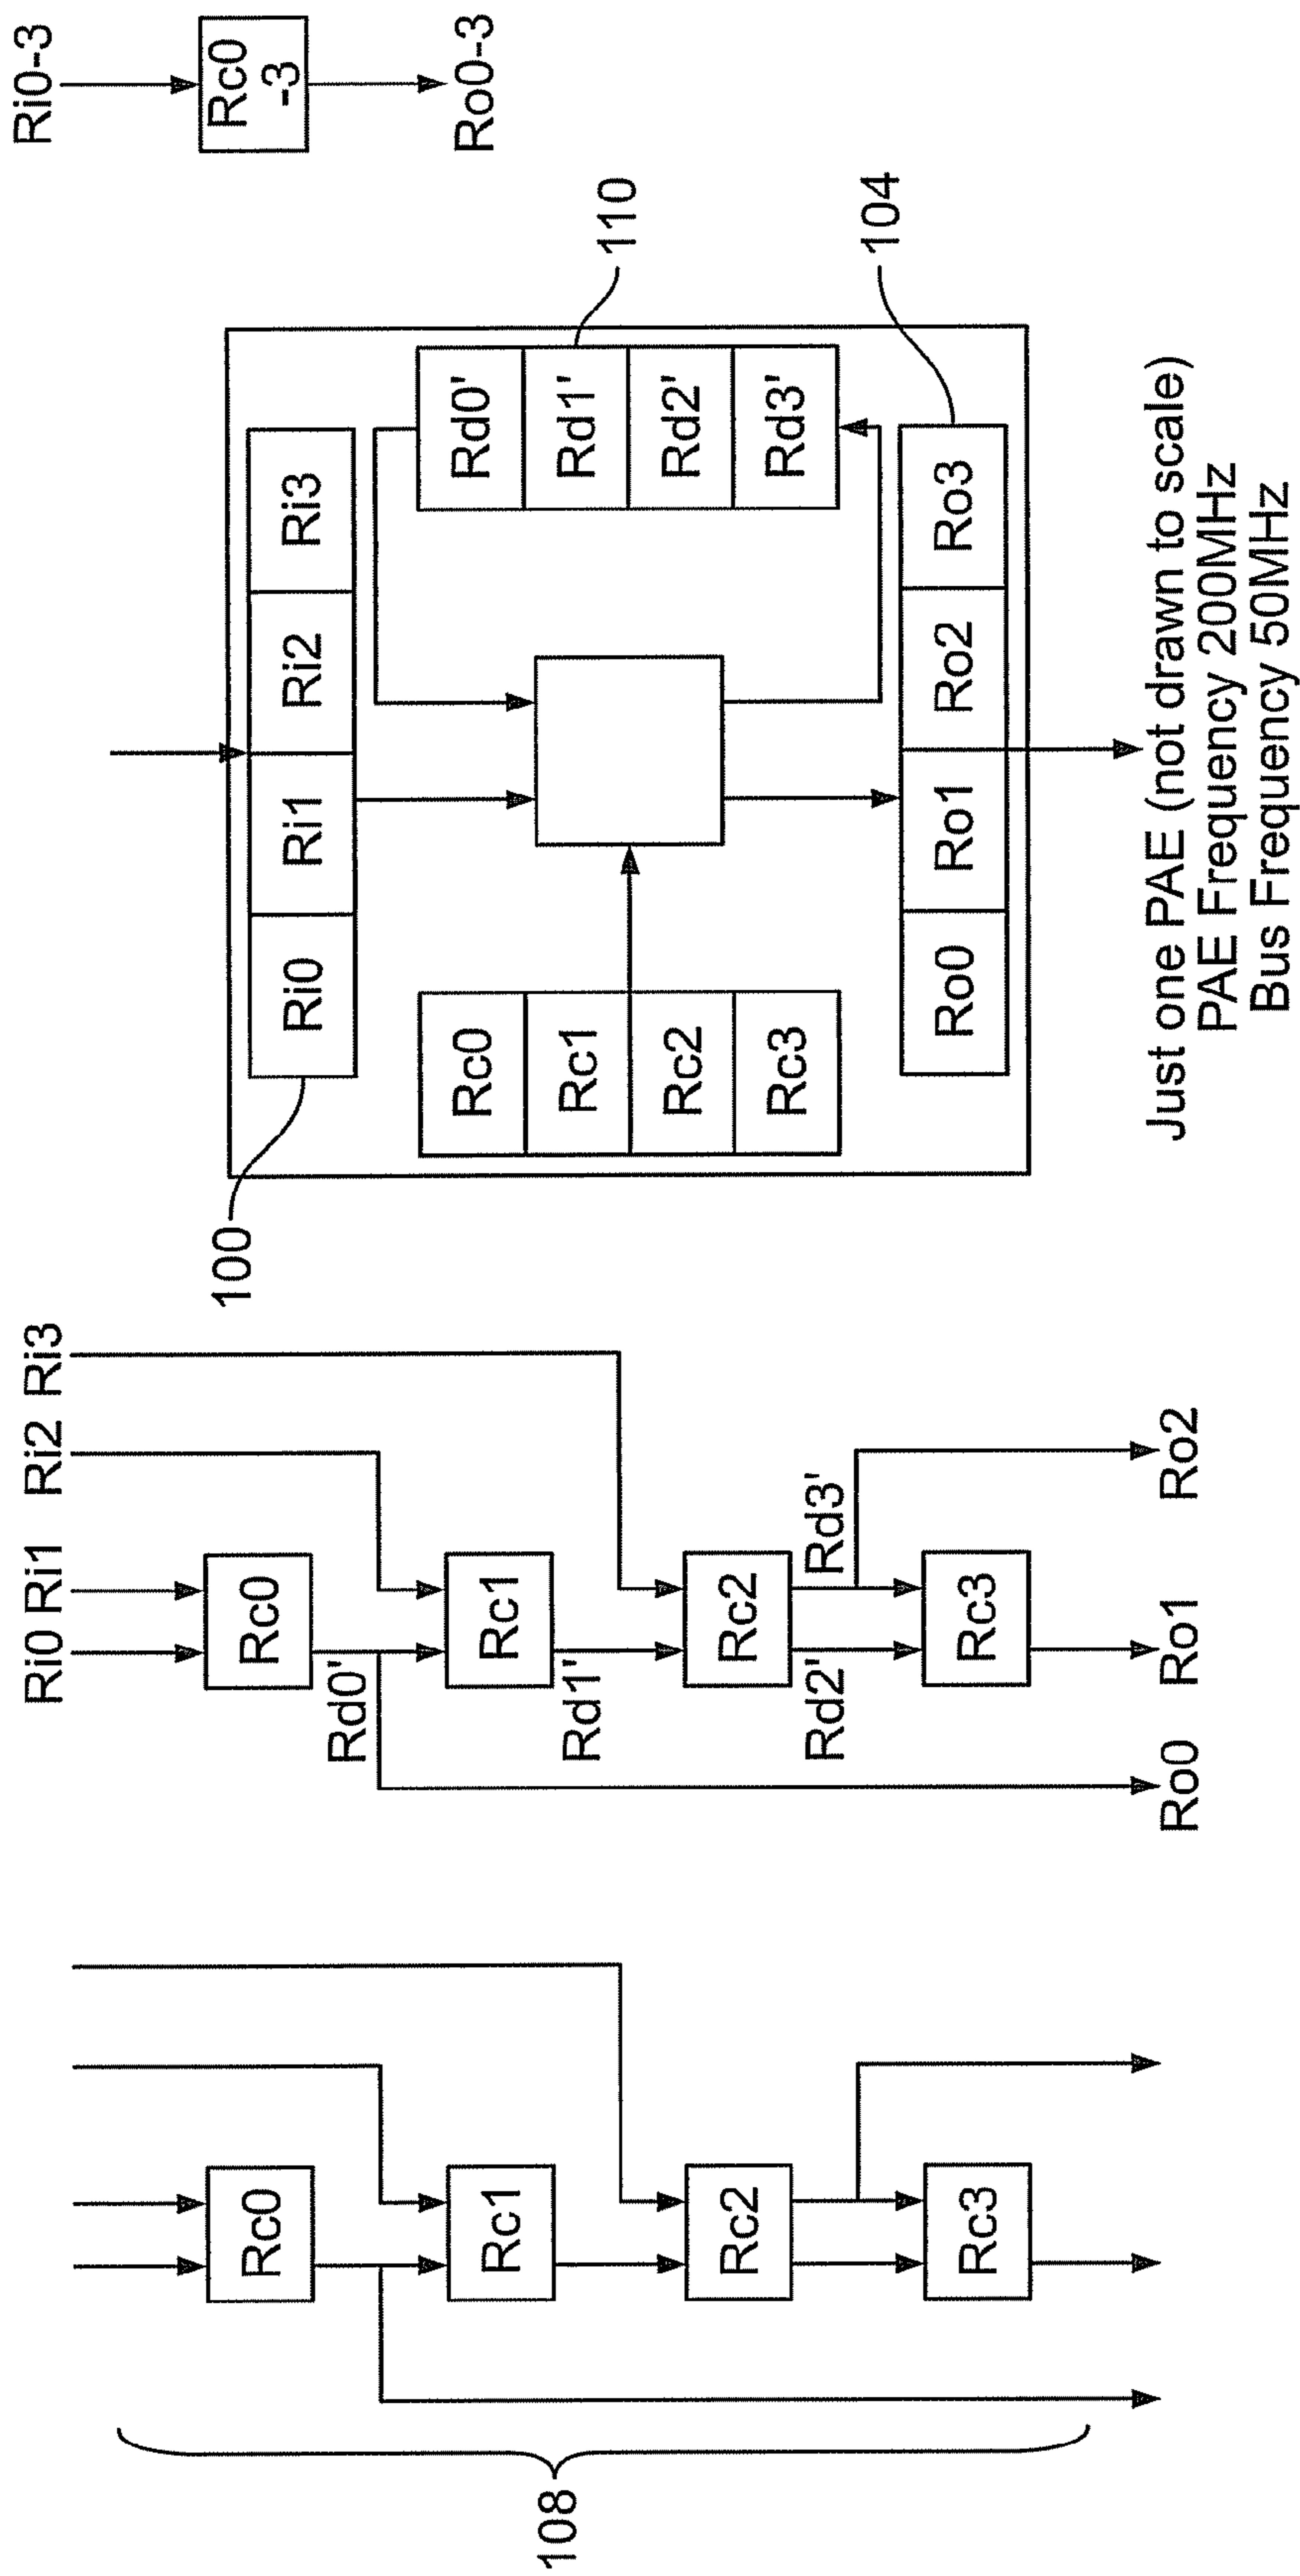 108
Rc0
Rc1
Rc2
Rc3
Ri0 Ri1 Ri2 Ri3
Rc0
Rd0'
Rc1
Rd1'
Rc2
Rd2' Rd3'
Rc3
Ro0 Ro1 Ro2
100
Ri0 Ri1 Ri2 Ri3
Rc0
Rc1
Rc2
Rc3
Rd0'
Rd1'
Rd2'
Rd3'
110
Ro0 Ro1 Ro2 Ro3
104
Just one PAE (not drawn to scale)
PAE Frequency 200MHz
Bus Frequency 50MHz
Ri0-3
Rc0
-3
Ro0-3